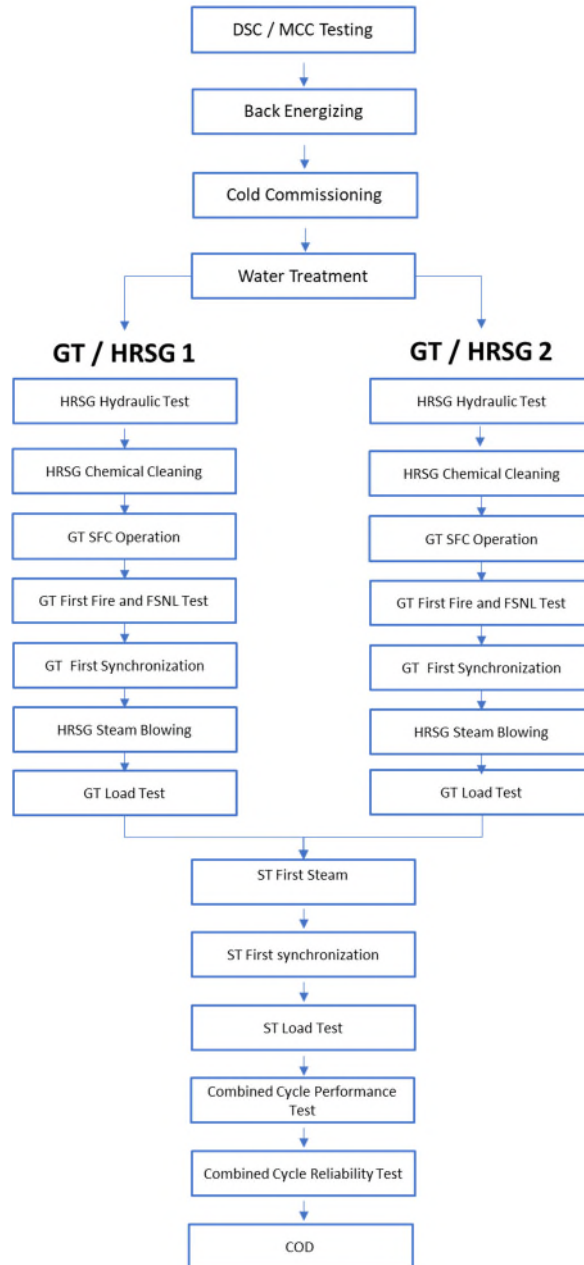 DSC / MCC Testing
Back Energizing
Cold Commissioning
Water Treatment
GT / HRSG 1
HRSG Hydraulic Test
HRSG Chemical Cleaning
GT SFC Operation
GT First Fire and FSNL Test
GT First Synchronization
HRSG Steam Blowing
GT Load Test
GT / HRSG 2
HRSG Hydraulic Test
HRSG Chemical Cleaning
GT SFC Operation
GT First Fire and FSNL Test
GT First Synchronization
HRSG Steam Blowing
GT Load Test
ST First Steam
ST First synchronization
ST Load Test
Combined Cycle Performance
Test
Combined Cycle Reliability Test
COD